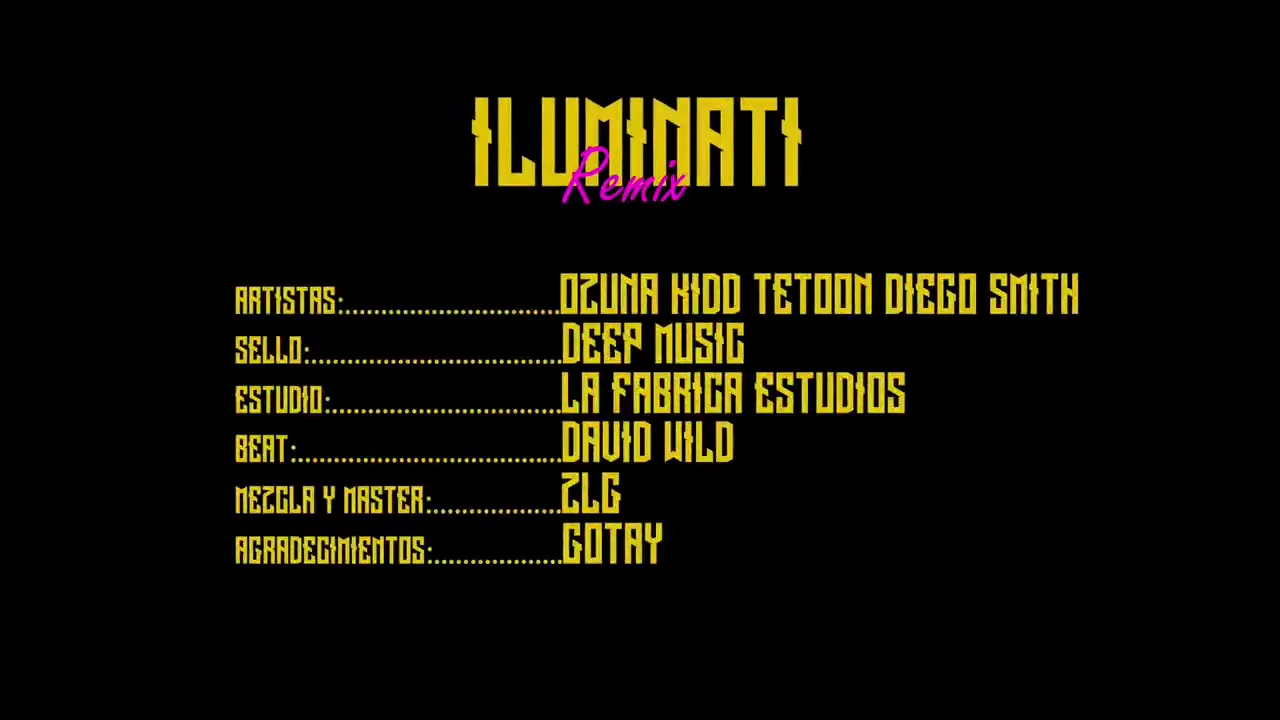 ILUMINATI
Remix
ARTISTAS:..............................OZUNA KIDD TETOON DIEGO SMITH
SELLO:...................................DEEP MUSIC
ESTUDIO:................................LA FABRICA ESTUDIOS
BEAT:.....................................DAVID WILD
MEZCLA Y MASTER:..................ZLG
AGRADECIMIENTOS:..................GOTAY